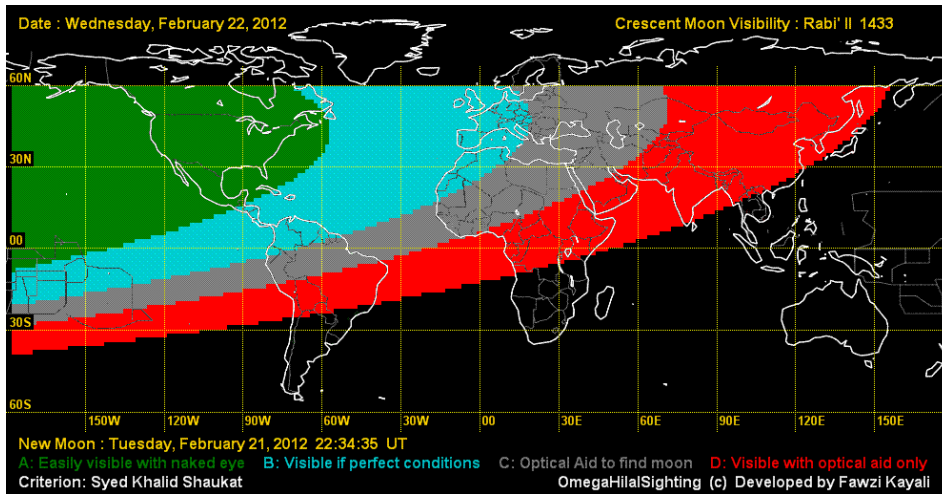 Date : Wednesday, February 22, 2012
Crescent Moon Visibility : Rabi' II 1433
60N
30N
00
30S
60S
150W 120W 90W 60W 30W 00 30E 60E 90E 120E 150E
New Moon : Tuesday, February 21, 2012 22:34:35 UT
A: Easily visible with naked eye B: Visible if perfect conditions C: Optical Aid to find moon D: Visible with optical aid only
Criterion: Syed Khalid Shaukat OmegaHilalSighting (c) Developed by Fawzi Kayali